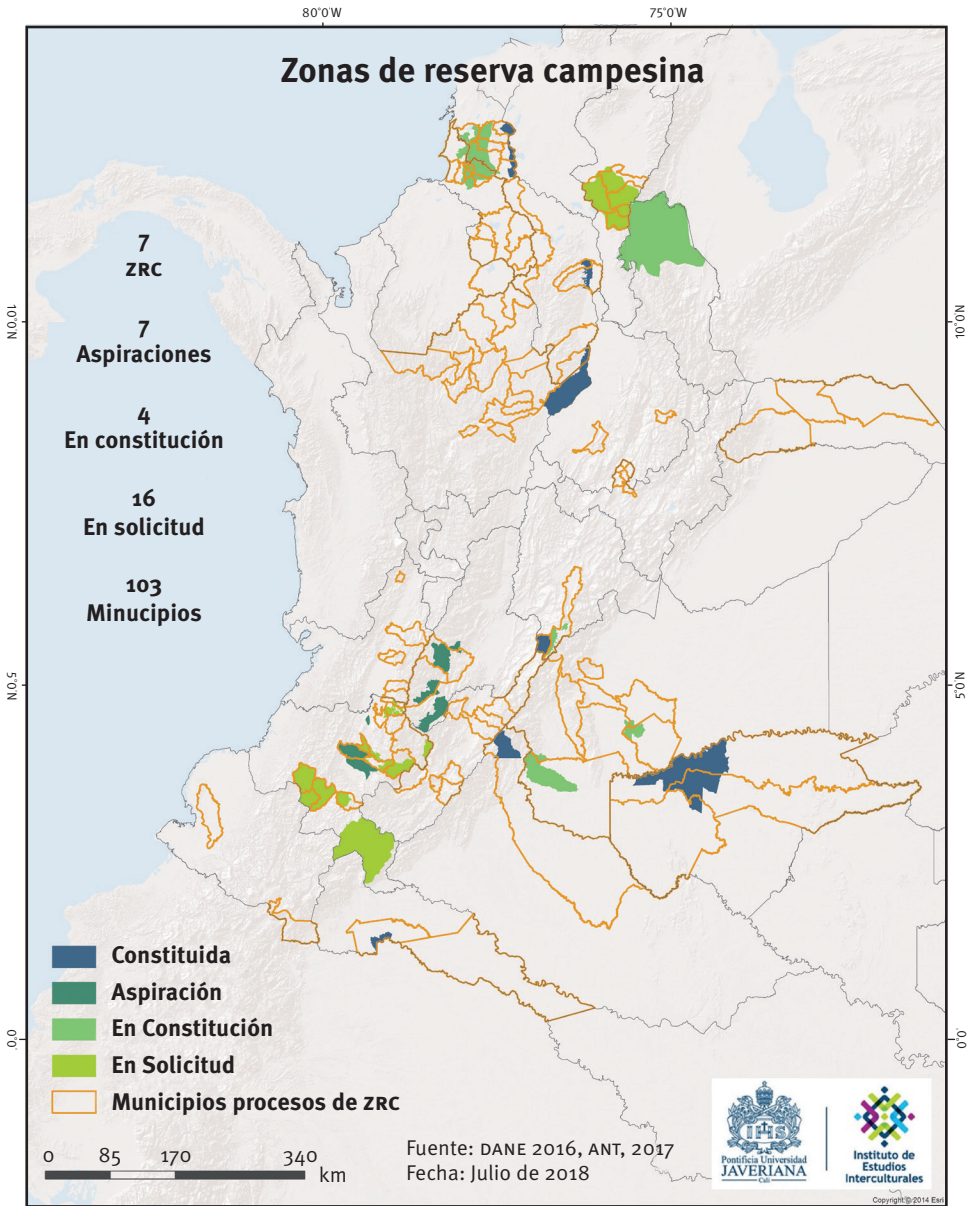 80°0'W 75°0'W
Zonas de reserva campesina
7
ZRC
7
Aspiraciones
4
En constitución
16
En solicitud
103
Minucipios
10°0'N 10°0'N
5°0'N 5°0'N
0°0' 0°0'
Constituida
Aspiración
En Constitución
En Solicitud
Municipios procesos de ZRC
0 85 170 340
km
Fuente: DANE 2016, ANT, 2017
Fecha: Julio de 2018
IHS
Pontificia Universidad
JAVERIANA
Cali
Instituto de
Estudios
Interculturales
Copyright:© 2014 Esri